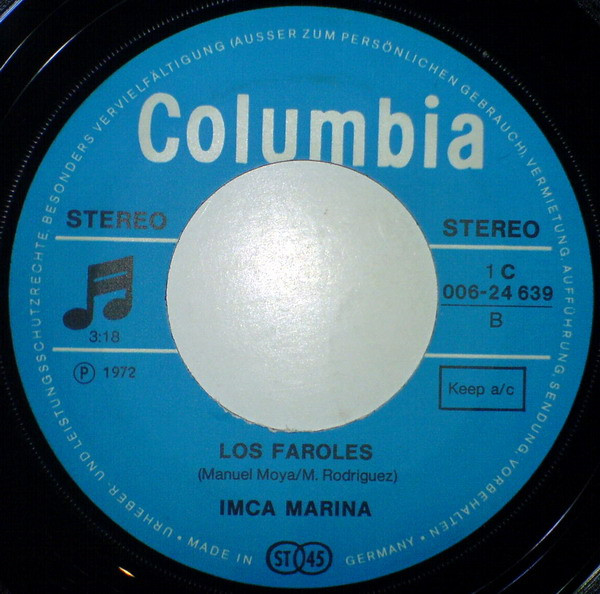 URHEBER- UND LEISTUNGSSCHUTZRECHTE, BESONDERS VERVIELFÄLTIGUNG (AUSSER ZUM PERSÖNLICHEN GEBRAUCH), VERMIETUNG, AUFFÜHRUNG, SENDUNG VORBEHALTEN
Columbia
STEREO
STEREO
3:18
℗ 1972
1 C
006-24 639
B
Keep a/c
LOS FAROLES
(Manuel Moya/M. Rodriguez)
IMCA MARINA
• MADE IN ST 45 GERMANY •